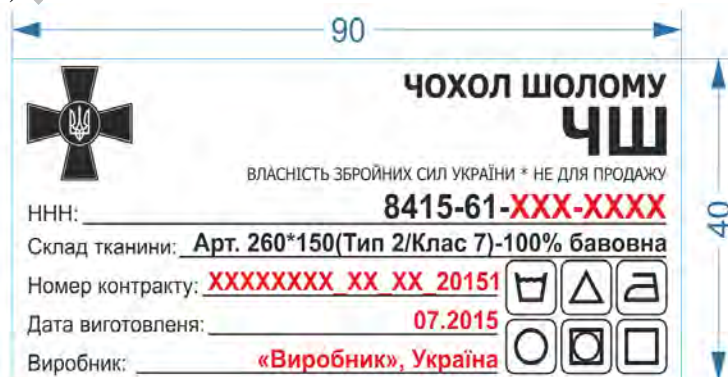 90
ЧОХОЛ ШОЛОМУ
ЧШ
ВЛАСНІСТЬ ЗБРОЙНИХ СИЛ УКРАЇНИ * НЕ ДЛЯ ПРОДАЖУ
ННН: 8415-61-XXX-XXXX
Склад тканини: Арт. 260*150(Тип 2/Клас 7)-100% бавовна
Номер контракту: XXXXXXXX_XX_XX_20151
Дата виготовленя: 07.2015
Виробник: «Виробник», Україна
40